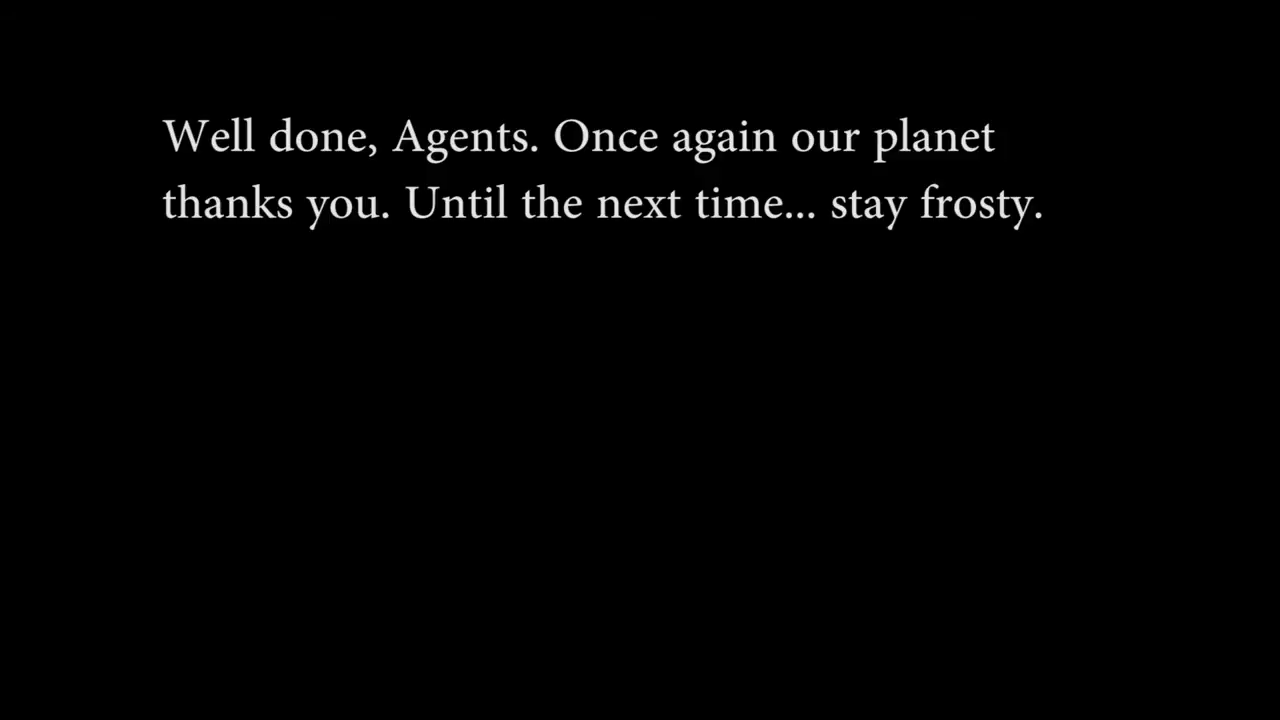 Well done, Agents. Once again our planet
thanks you. Until the next time... stay frosty.